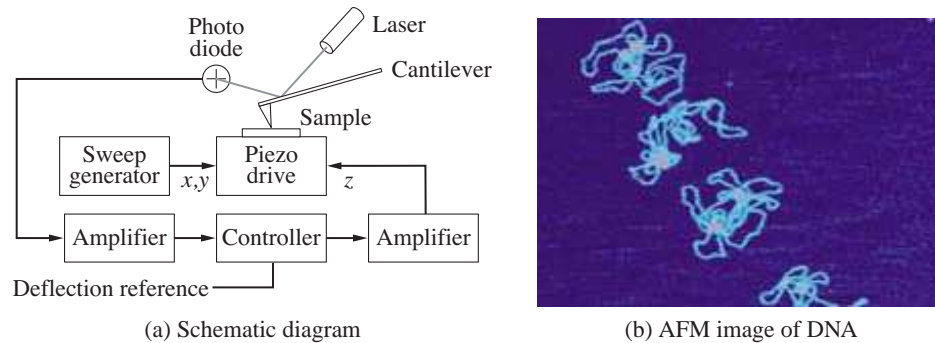 Photo
diode
Laser
Cantilever
Sample
Sweep
generator
x,y
Piezo
drive
z
Amplifier
Controller
Amplifier
Deflection reference
(a) Schematic diagram
(b) AFM image of DNA